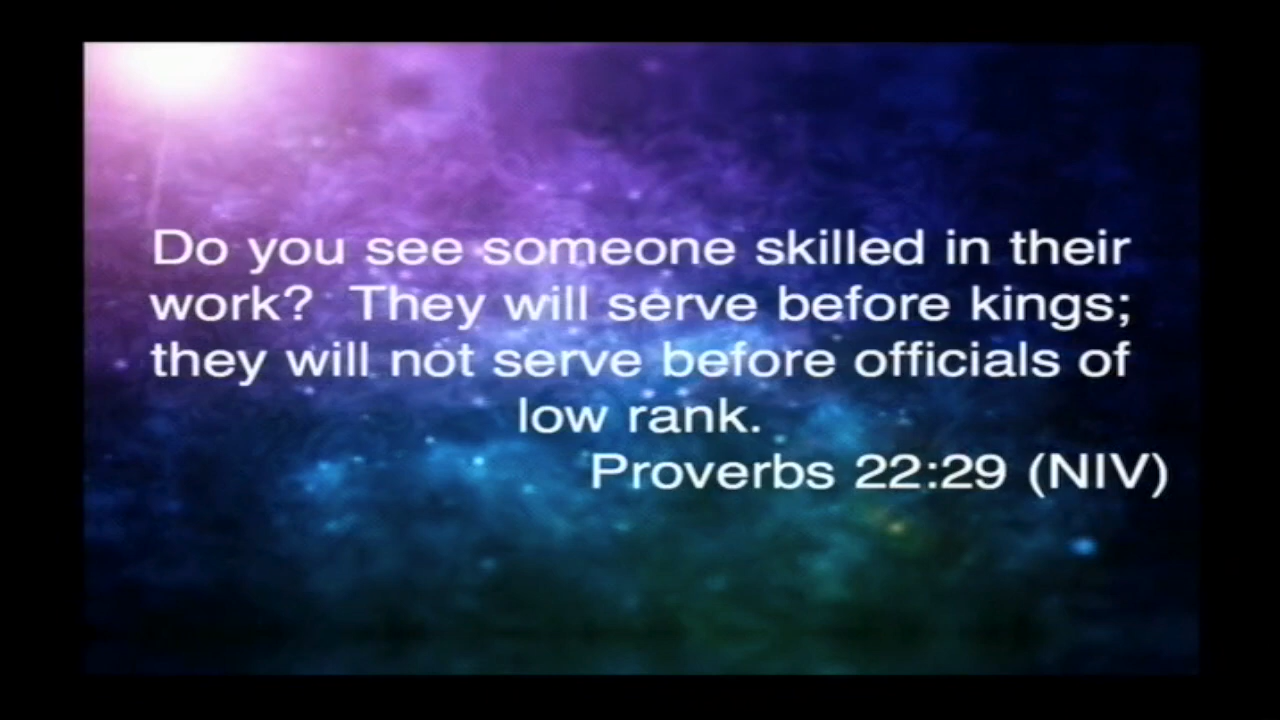 Do you see someone skilled in their
work?  They will serve before kings;
they will not serve before officials of
low rank.
Proverbs 22:29 (NIV)